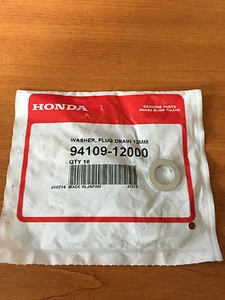 HONDA
GENUINE PARTS
WASHER, PLUG DRAIN 12MM
94109-12000
QTY 10
MADE IN JAPAN